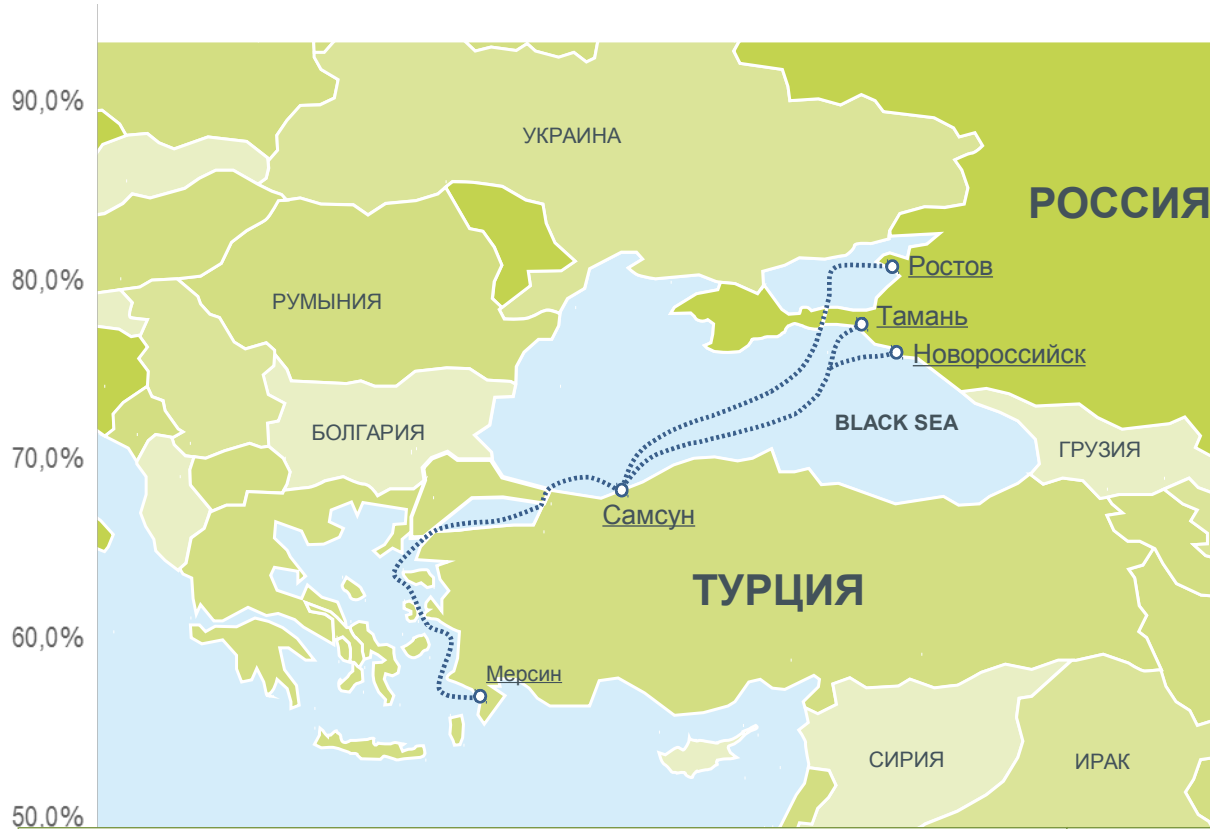 90,0%
УКРАИНА
РОССИЯ
Ростов
80,0%
РУМЫНИЯ
Тамань
Новороссийск
BLACK SEA
БОЛГАРИЯ
ГРУЗИЯ
70,0%
Самсун
ТУРЦИЯ
60,0%
Мерсин
СИРИЯ
ИРАК
50.0%